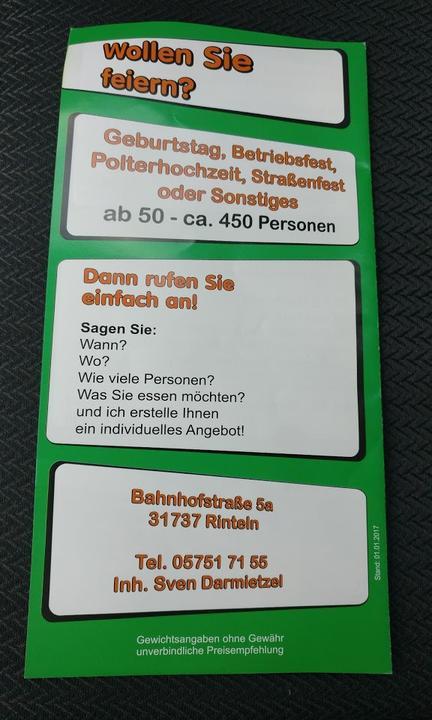 wollen Sie
feiern?
Geburtstag, Betriebsfest,
Polterhochzeit, Straßenfest
oder Sonstiges
ab 50 - ca. 450 Personen
Dann rufen Sie
einfach an!
Sagen Sie:
Wann?
Wo?
Wie viele Personen?
Was Sie essen möchten?
und ich erstelle Ihnen
ein individuelles Angebot!
Bahnhofstraße 5a
31737 Rinteln
Tel. 05751 71 55
Inh. Sven Darmietzel
Stand: 01.01.2017
Gewichtsangaben ohne Gewähr
unverbindliche Preisempfehlung